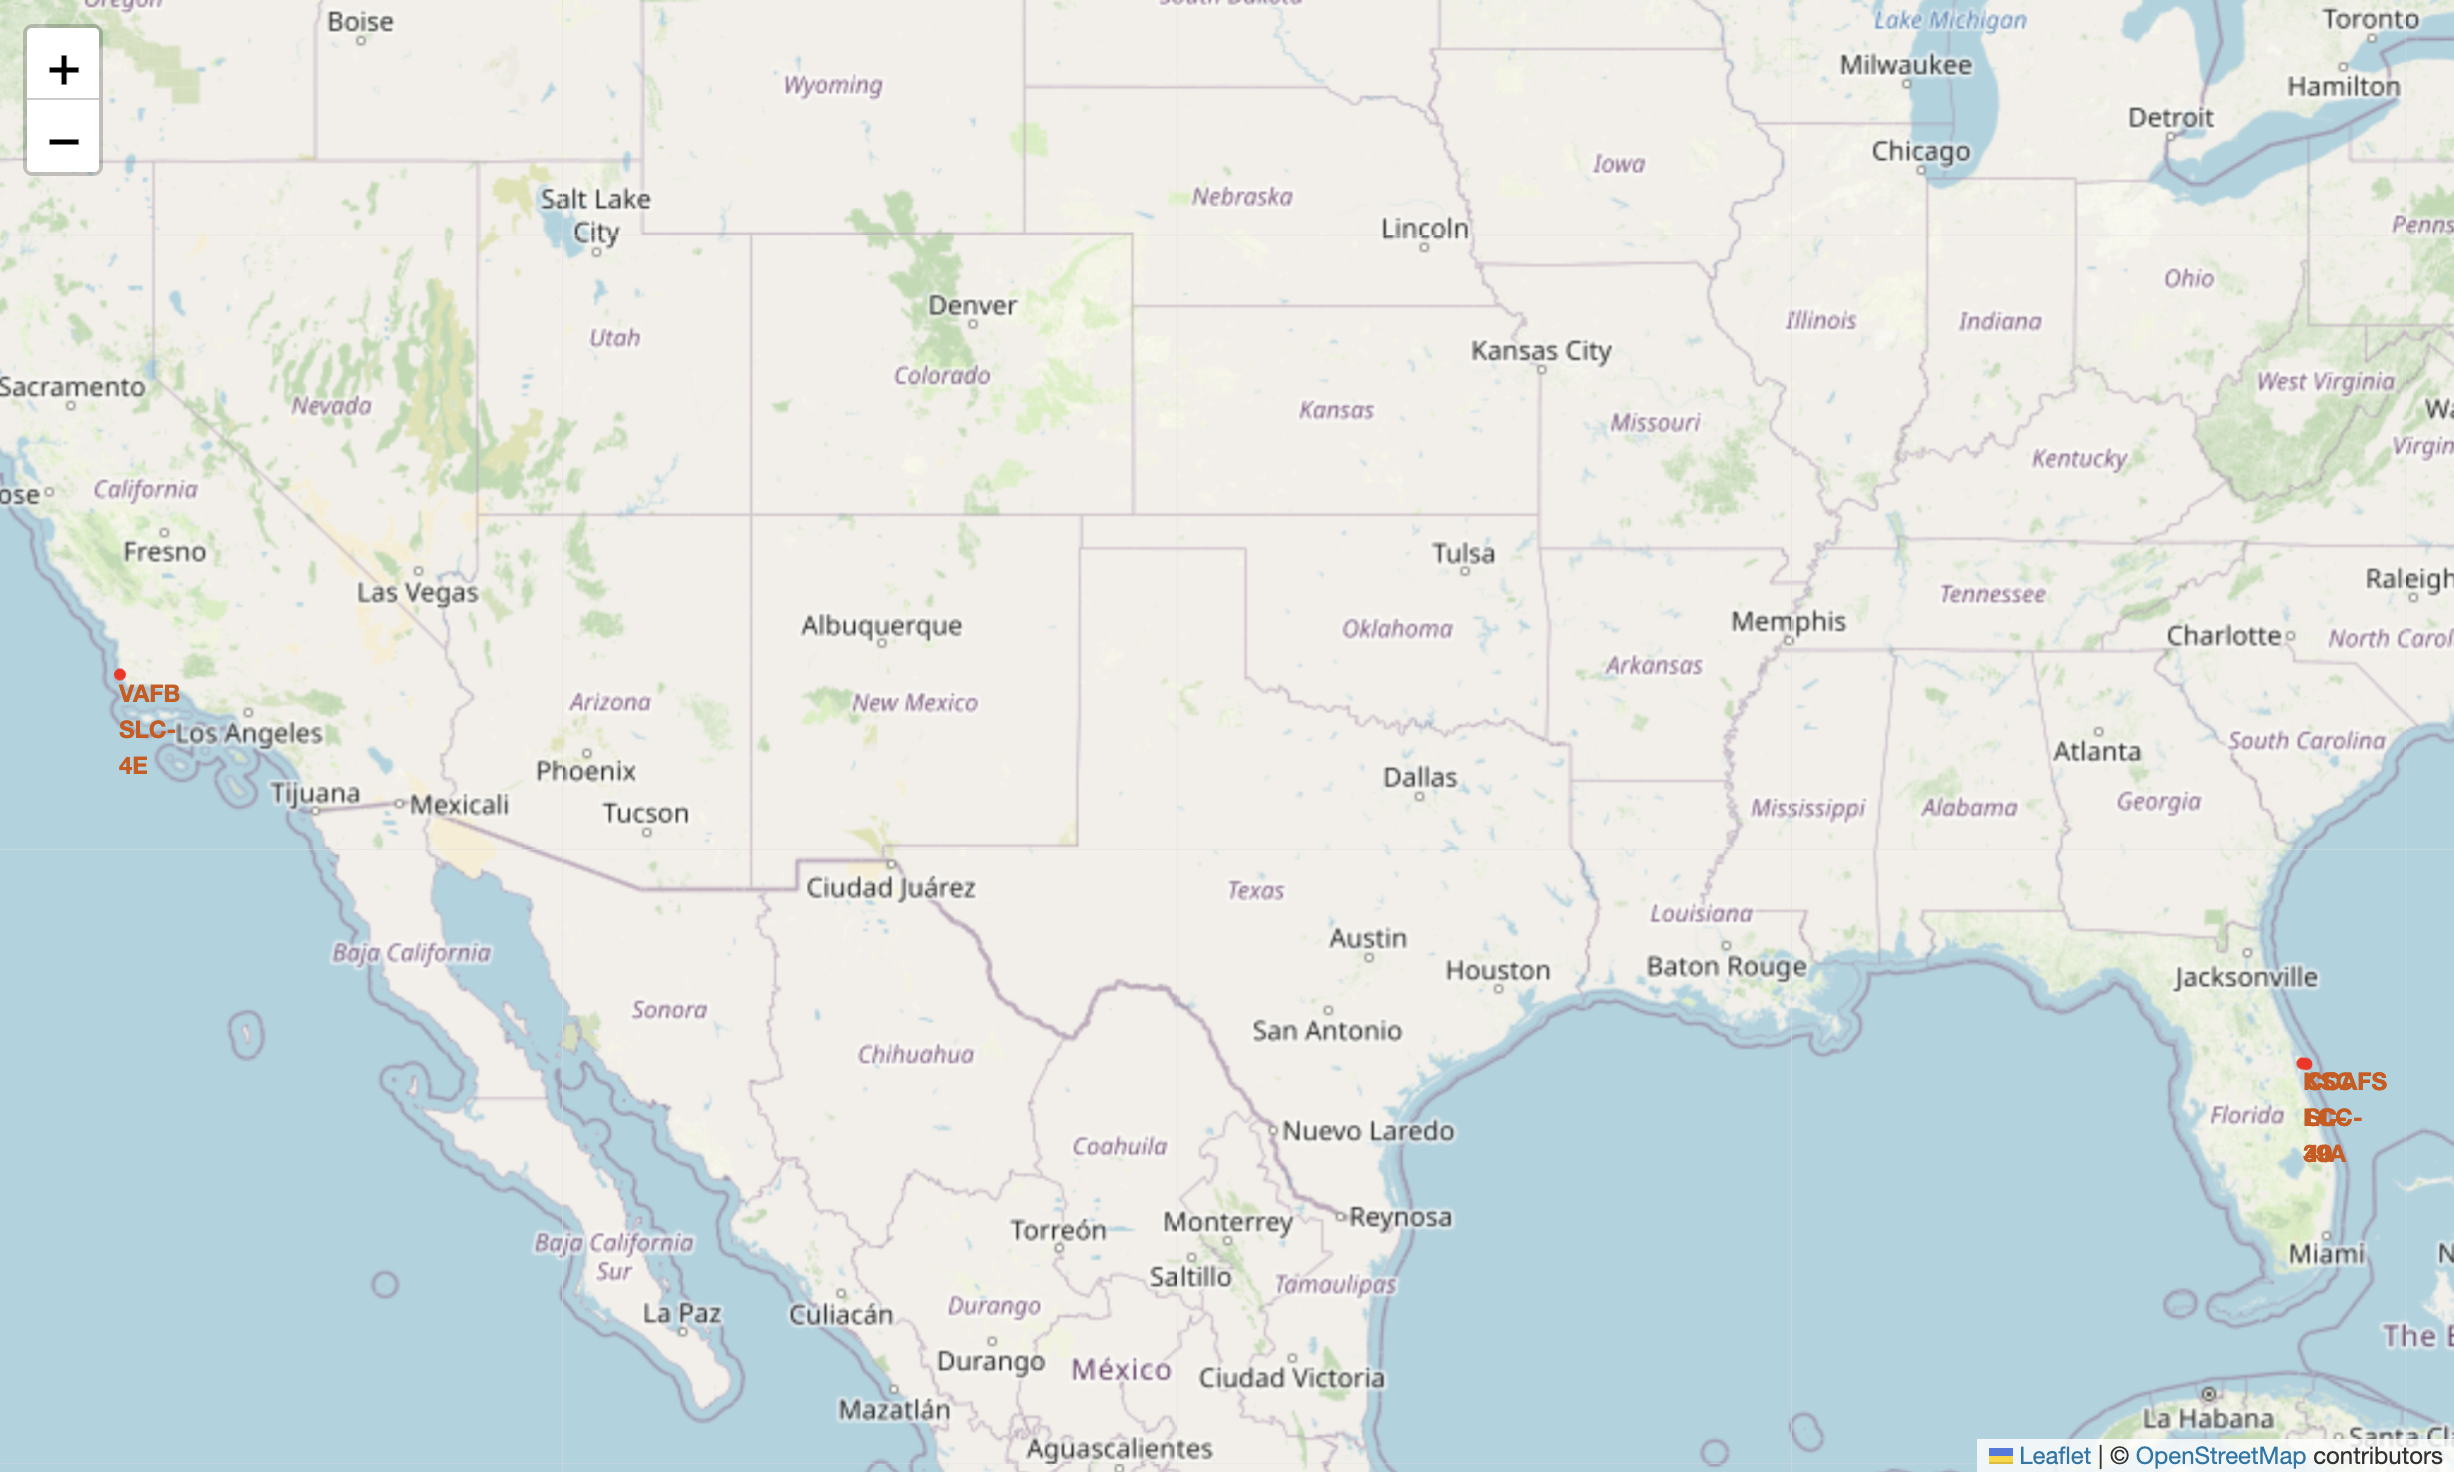 Oregon
Boise
South Dakota
Lake Michigan
Toronto
+
Milwaukee
Wyoming
Hamilton
Detroit
−
Chicago
Iowa
Salt Lake
City
Nebraska
Lincoln
Penns
Ohio
Denver
Utah
Illinois
Indiana
Kansas City
Colorado
West Virginia
Sacramento
Nevada
Kansas
Missouri
Wa
Virgin
Kentucky
ose
California
Fresno
Tulsa
Las Vegas
Raleigh
Tennessee
Albuquerque
Memphis
Oklahoma
Charlotte
North Carol
Arkansas
VAFB
SLC-
4E
Arizona
New Mexico
Los Angeles
South Carolina
Atlanta
Phoenix
Dallas
Tijuana
Mexicali
Tucson
Mississippi
Alabama
Georgia
Ciudad Juárez
Texas
Louisiana
Austin
Baja California
Houston
Baton Rouge
Jacksonville
Sonora
San Antonio
Chihuahua
Florida
Nuevo Laredo
Coahuila
Reynosa
Monterrey
Torreón
Baja California
Sur
Miami
N
Saltillo
Tamaulipas
Durango
La Paz
Culiacán
The B
Durango
México
Ciudad Victoria
Mazatlán
La Habana
Santa Cl
Aguascalientes
Leaflet | © OpenStreetMap contributors